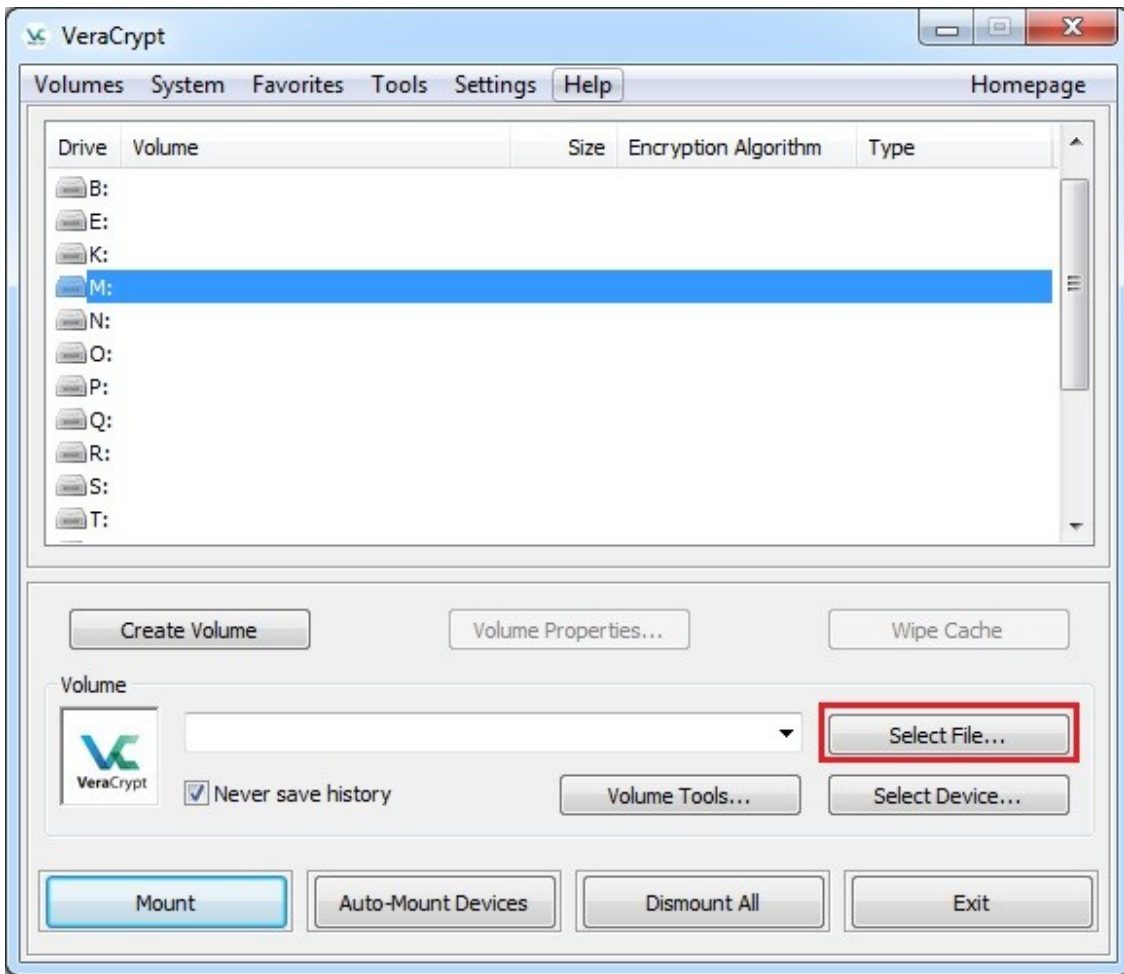 VeraCrypt
Volumes System Favorites Tools Settings Help Homepage
Drive Volume Size Encryption Algorithm Type
B:
E:
K:
M:
N:
O:
P:
Q:
R:
S:
T:
Create Volume Volume Properties... Wipe Cache
Volume
VeraCrypt
Select File...
Never save history Volume Tools... Select Device...
Mount Auto-Mount Devices Dismount All Exit